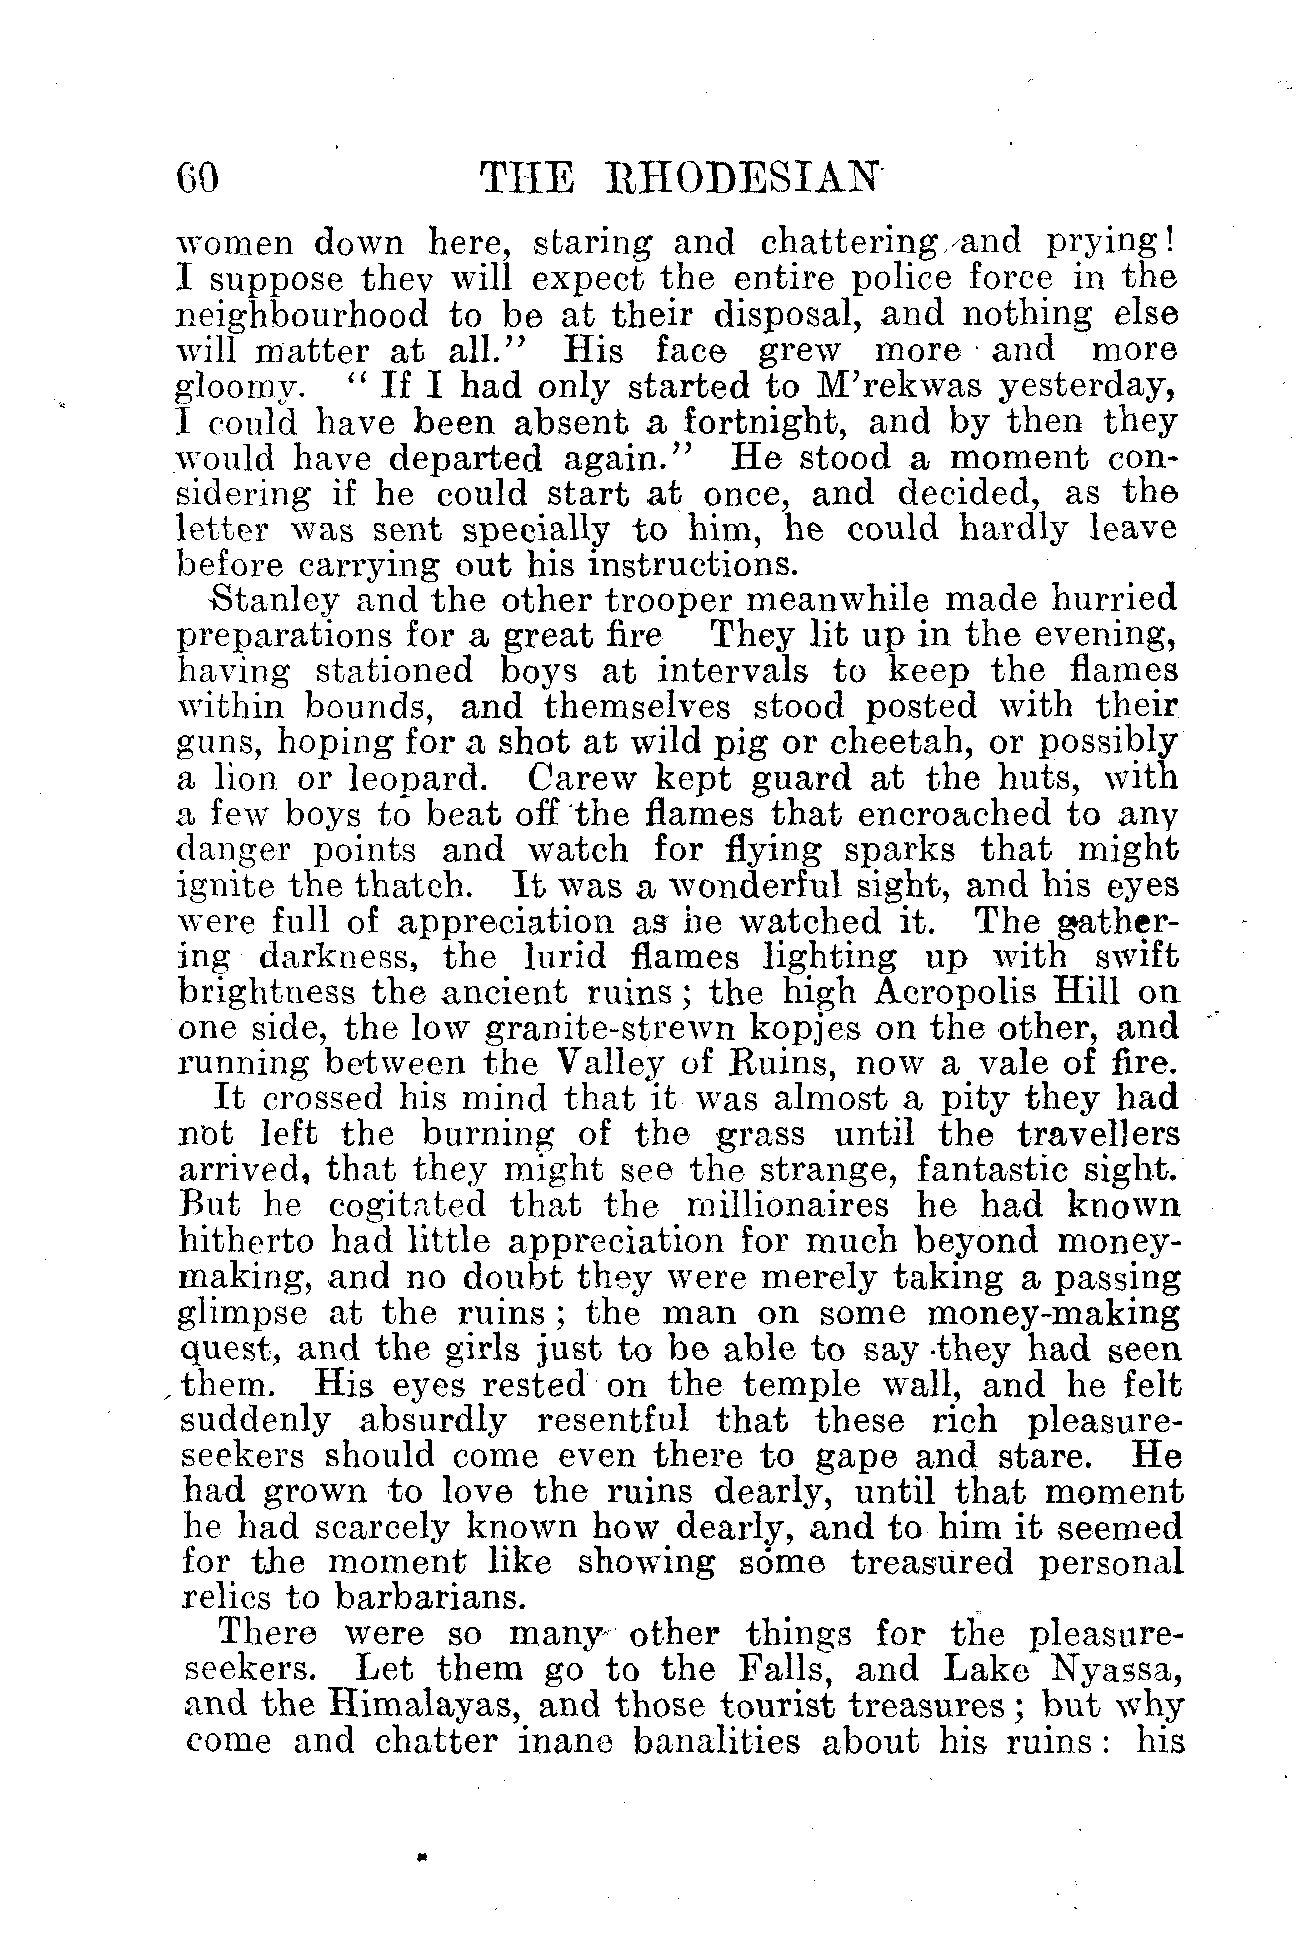 60 THE RHODESIAN
women down here, staring and chattering and prying!
I suppose they will expect the entire police force in the
neighbourhood to be at their disposal, and nothing else
will matter at all." His face grew more and more
gloomy. "If I had only started to M'rekwas yesterday,
I could have been absent a fortnight, and by then they
would have departed again." He stood a moment con-
sidering if he could start at once, and decided, as the
letter was sent specially to him, he could hardly leave
before carrying out his instructions.
Stanley and the other trooper meanwhile made hurried
preparations for a great fire They lit up in the evening,
having stationed boys at intervals to keep the flames
within bounds, and themselves stood posted with their
guns, hoping for a shot at wild pig or cheetah, or possibly
a lion or leopard. Carew kept guard at the huts, with
a few boys to beat off the flames that encroached to any
danger points and watch for flying sparks that might
ignite the thatch. It was a wonderful sight, and his eyes
were full of appreciation as he watched it. The gather-
ing darkness, the lurid flames lighting up with swift
brightness the ancient ruins; the high Acropolis Hill on
one side, the low granite-strewn kopjes on the other, and
running between the Valley of Ruins, now a vale of fire.
It crossed his mind that it was almost a pity they had
not left the burning of the grass until the travellers
arrived, that they might see the strange, fantastic sight.
But he cogitated that the millionaires he had known
hitherto had little appreciation for much beyond money-
making, and no doubt they were merely taking a passing
glimpse at the ruins; the man on some money-making
quest, and the girls just to be able to say they had seen
them. His eyes rested on the temple wall, and he felt
suddenly absurdly resentful that these rich pleasure-
seekers should come even there to gape and stare. He
had grown to love the ruins dearly, until that moment
he had scarcely known how dearly, and to him it seemed
for the moment like showing some treasured personal
relics to barbarians.
There were so many other things for the pleasure-
seekers. Let them go to the Falls, and Lake Nyassa,
and the Himalayas, and those tourist treasures; but why
come and chatter inane banalities about his ruins: his